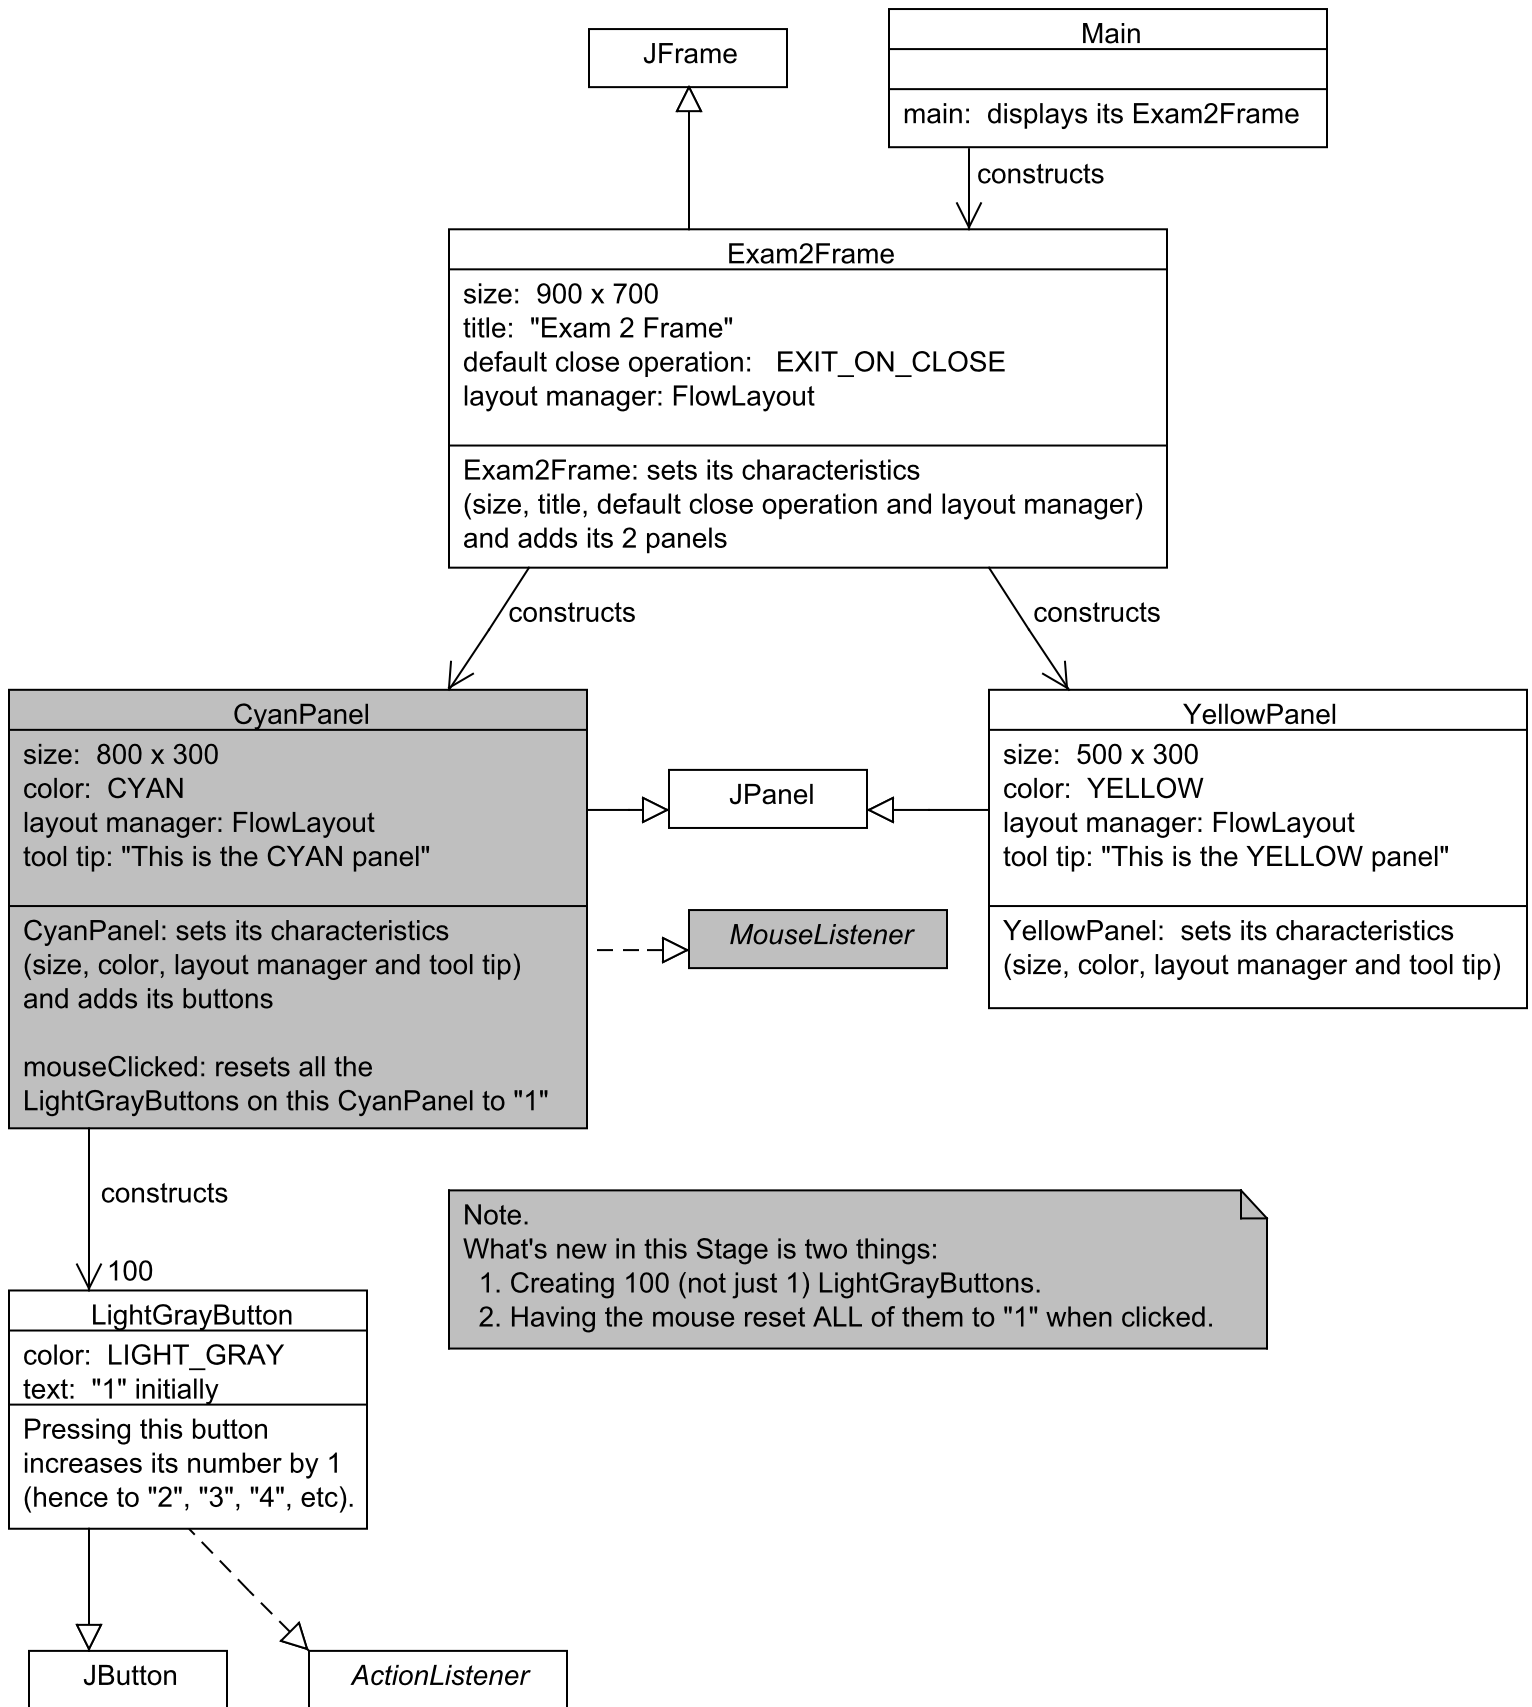 JFrame
Main
main:  displays its Exam2Frame
constructs
Exam2Frame
size:  900 x 700
title:  "Exam 2 Frame"
default close operation:   EXIT_ON_CLOSE
layout manager: FlowLayout
Exam2Frame: sets its characteristics
(size, title, default close operation and layout manager)
and adds its 2 panels
constructs
constructs
CyanPanel
size:  800 x 300
color:  CYAN
layout manager: FlowLayout
tool tip: "This is the CYAN panel"
CyanPanel: sets its characteristics
(size, color, layout manager and tool tip)
and adds its buttons
mouseClicked: resets all the
LightGrayButtons on this CyanPanel to "1"
JPanel
MouseListener
YellowPanel
size:  500 x 300
color:  YELLOW
layout manager: FlowLayout
tool tip: "This is the YELLOW panel"
YellowPanel:  sets its characteristics
(size, color, layout manager and tool tip)
constructs
100
LightGrayButton
color:  LIGHT_GRAY
text:  "1" initially
Pressing this button
increases its number by 1
(hence to "2", "3", "4", etc).
Note.
What's new in this Stage is two things:
1. Creating 100 (not just 1) LightGrayButtons.
2. Having the mouse reset ALL of them to "1" when clicked.
JButton
ActionListener